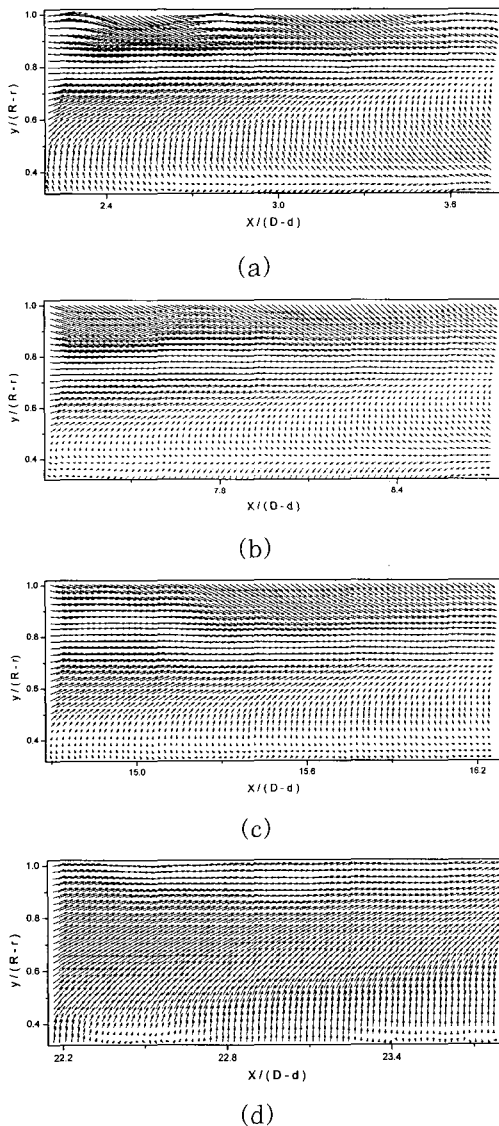 1.0
0.8
0.6
0.4
y/(R-r)
2.4 3.0 3.6
X/(D-d)
(a)
1.0
0.8
0.6
0.4
y/(R-r)
7.8 8.4
X/(D-d)
(b)
1.0
0.8
0.6
0.4
y/(R-r)
15.0 15.6 16.2
X/(D-d)
(c)
1.0
0.8
0.6
0.4
y/(R-r)
22.2 22.8 23.4
X/(D-d)
(d)